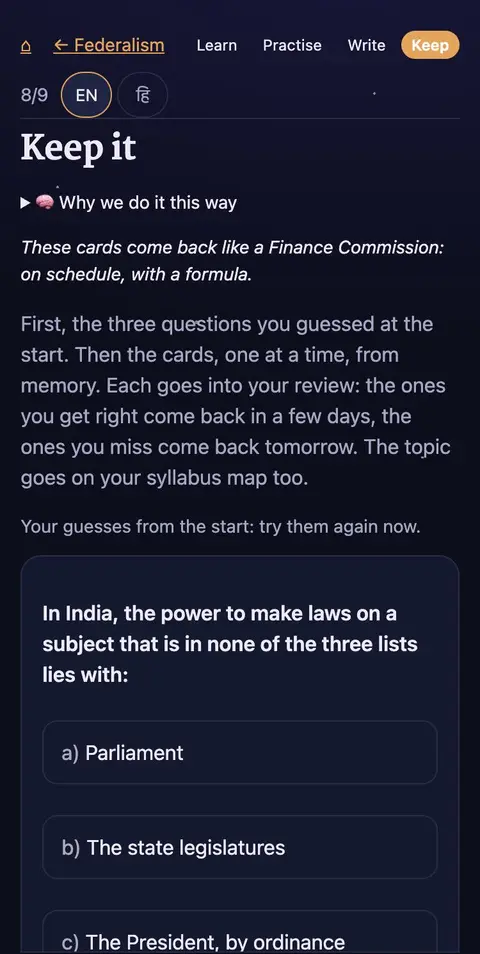 ⌂ ← Federalism Learn Practise Write Keep
8/9 EN हि
Keep it
▶ 🧠 Why we do it this way
These cards come back like a Finance Commission:
on schedule, with a formula.
First, the three questions you guessed at the
start. Then the cards, one at a time, from
memory. Each goes into your review: the ones
you get right come back in a few days, the
ones you miss come back tomorrow. The topic
goes on your syllabus map too.
Your guesses from the start: try them again now.
In India, the power to make laws on a
subject that is in none of the three lists
lies with:
a) Parliament
b) The state legislatures
c) The President, by ordinance